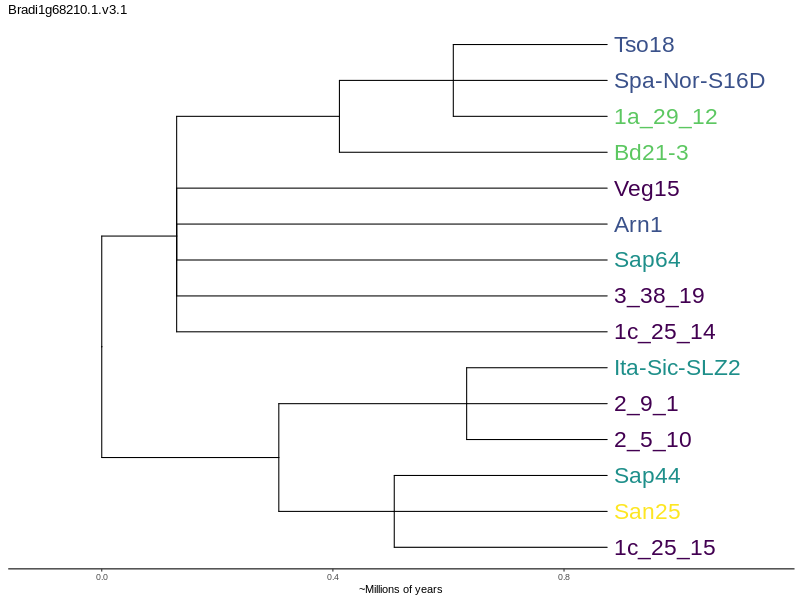 Bradi1g68210.1.v3.1
Tso18
Spa-Nor-S16D
1a_29_12
Bd21-3
Veg15
Arn1
Sap64
3_38_19
1c_25_14
Ita-Sic-SLZ2
2_9_1
2_5_10
Sap44
San25
1c_25_15
0.0 0.4 0.8
~Millions of years